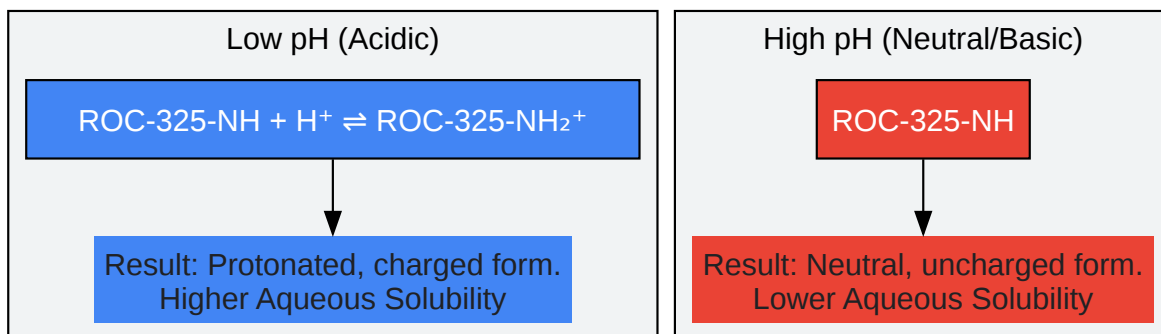 Low pH (Acidic)
ROC-325-NH + H⁺ ⇌ ROC-325-NH₂⁺
Result: Protonated, charged form.
Higher Aqueous Solubility
High pH (Neutral/Basic)
ROC-325-NH
Result: Neutral, uncharged form.
Lower Aqueous Solubility